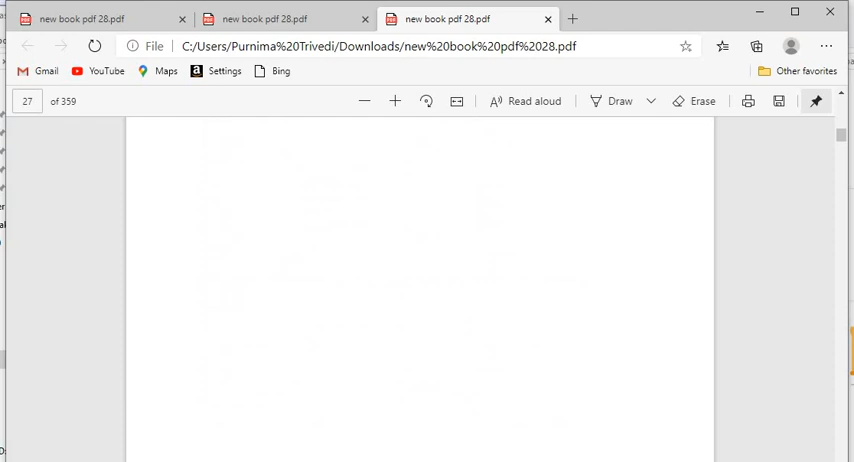 new book pdf 28.pdf
new book pdf 28.pdf
new book pdf 28.pdf
File
C:/Users/Purnima%20Trivedi/Downloads/new%20book%20pdf%2028.pdf
Gmail
YouTube
Maps
Settings
Bing
Other favorites
27
of 359
Read aloud
Draw
Erase